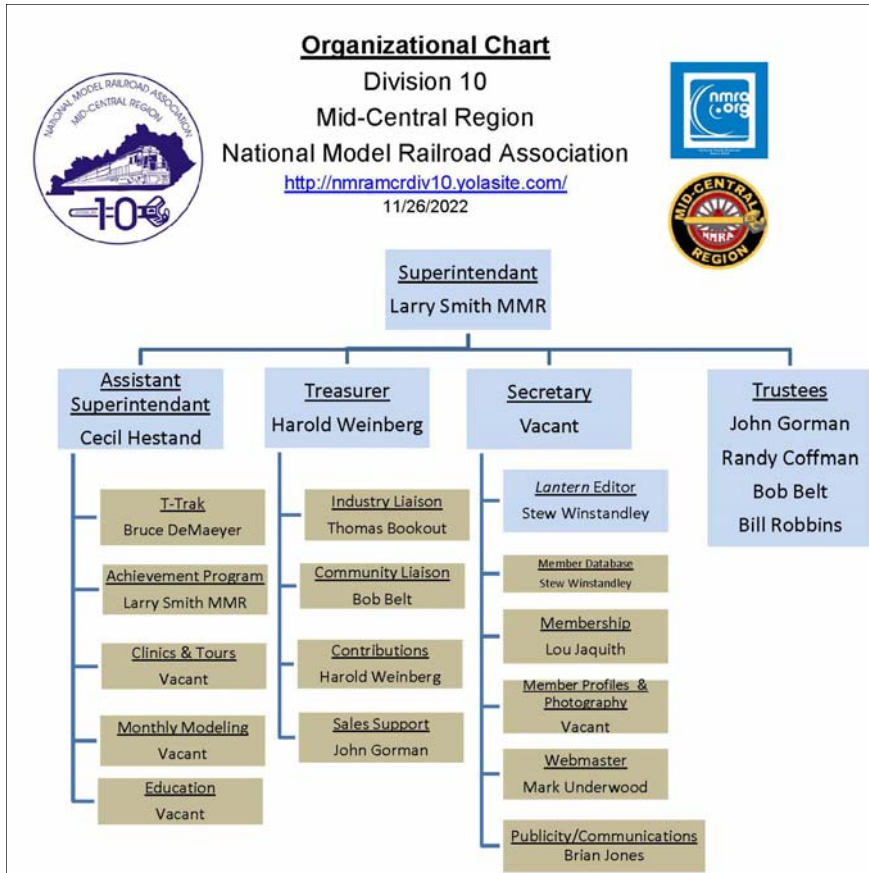 Organizational Chart
Division 10
Mid-Central Region
National Model Railroad Association
http://nmramcrdiv10.yolasite.com/
11/26/2022
NATIONAL MODEL RAILROAD ASSOCIATION
MID-CENTRAL REGION
10
nmra
.org
MID-CENTRAL
NMRA
REGION
Superintendant
Larry Smith MMR
Assistant
Superintendant
Cecil Hestand
Treasurer
Harold Weinberg
Secretary
Vacant
Trustees
John Gorman
Randy Coffman
Bob Belt
Bill Robbins
T-Trak
Bruce DeMaeyer
Achievement Program
Larry Smith MMR
Clinics & Tours
Vacant
Monthly Modeling
Vacant
Education
Vacant
Industry Liaison
Thomas Bookout
Community Liaison
Bob Belt
Contributions
Harold Weinberg
Sales Support
John Gorman
Lantern Editor
Stew Winstandley
Member Database
Stew Winstandley
Membership
Lou Jaquith
Member Profiles &
Photography
Vacant
Webmaster
Mark Underwood
Publicity/Communications
Brian Jones